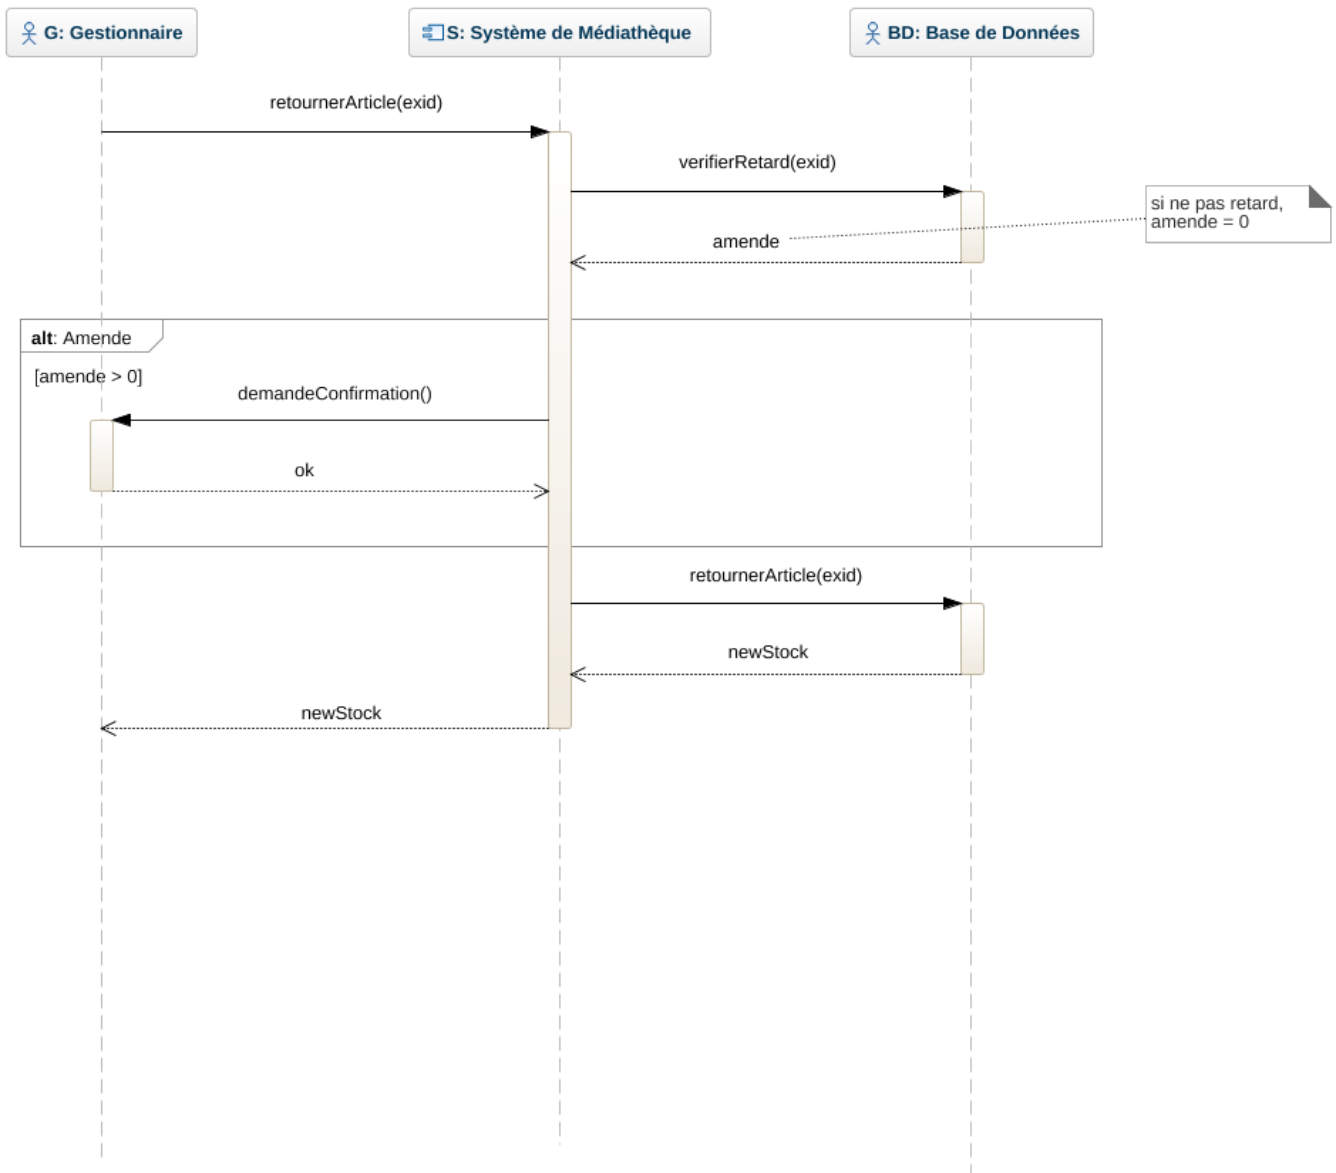 G: Gestionnaire
S: Système de Médiathèque
BD: Base de Données
retournerArticle(exid)
verifierRetard(exid)
si ne pas retard,
amende = 0
amende
alt: Amende
[amende > 0]
demandeConfirmation()
ok
retournerArticle(exid)
newStock
newStock